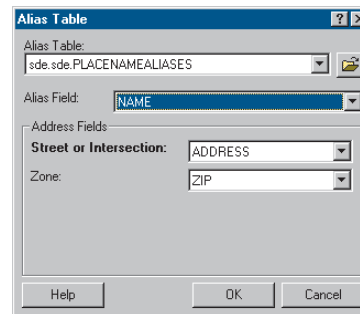 Alias Table
Alias Table:
sde.sde.PLACENAMEALIASES
Alias Field: NAME
Address Fields
Street or Intersection: ADDRESS
Zone: ZIP
Help OK Cancel